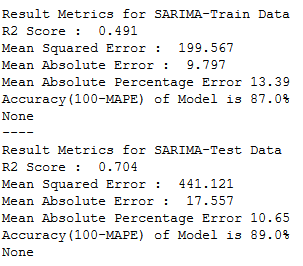 Result Metrics for SARIMA-Train Data
R2 Score :  0.491
Mean Squared Error :  199.567
Mean Absolute Error :  9.797
Mean Absolute Percentage Error 13.39
Accuracy(100-MAPE) of Model is 87.0%
None
----
Result Metrics for SARIMA-Test Data
R2 Score :  0.704
Mean Squared Error :  441.121
Mean Absolute Error :  17.557
Mean Absolute Percentage Error 10.65
Accuracy(100-MAPE) of Model is 89.0%
None